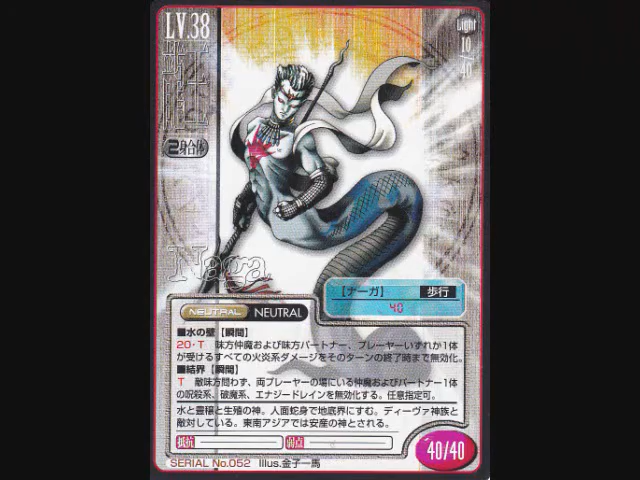 LV.38
Light
10/40
2身合体
Naga
【ナーガ】 歩行
40
NEUTRAL NEUTRAL
■水の壁【瞬間】
20・T 味方仲魔および味方パートナー、プレーヤーいずれか1体
が受けるすべての火炎系ダメージをそのターンの終了時まで無効化。
■結界【瞬間】
T 敵味方問わず、両プレーヤーの場にいる仲魔およびパートナー1体
の呪殺系、破魔系、エナジードレインを無効化する。任意指定可。
水と豊穣と生殖の神。人面蛇身で地底界にすむ。ディーヴァ神族と
敵対している。東南アジアでは安産の神とされる。
抵抗 弱点
40/40
SERIAL No.052 Illus.金子一馬